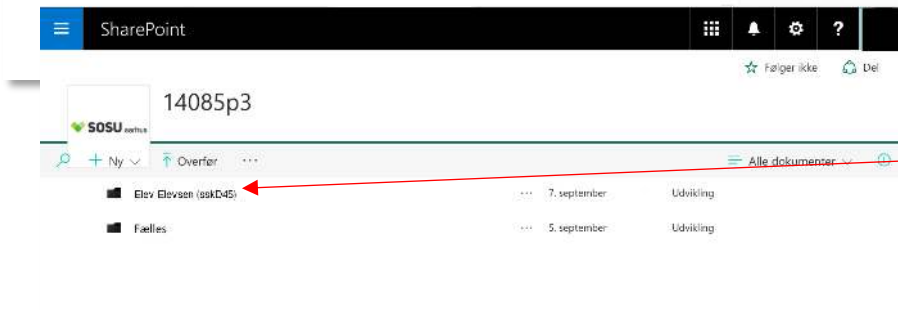 SharePoint
?
Følger ikke Del
14085p3
SOSU aarhus
Ny Overfør ... Alle dokumenter
Elev Elevsen (sskD45) ... 7. september Udvikling
Fælles ... 5. september Udvikling